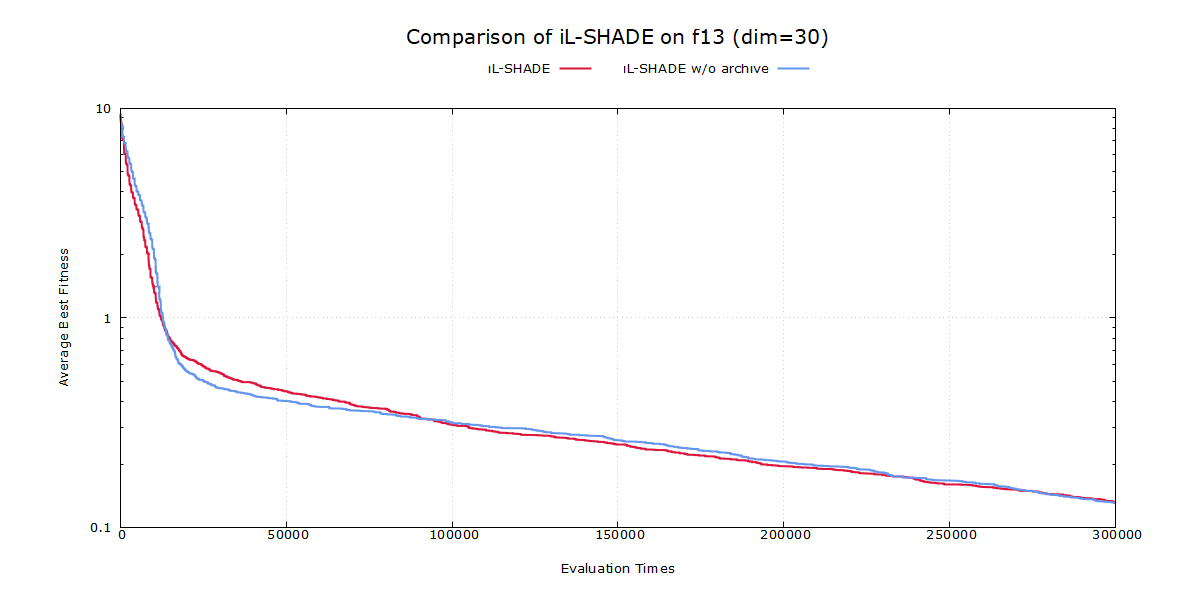 Comparison of iL-SHADE on f13 (dim=30)
iL-SHADE iL-SHADE w/o archive
10
1
0.1
Average Best Fitness
0 50000 100000 150000 200000 250000 300000
Evaluation Times